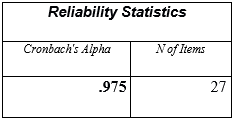 Reliability Statistics
Cronbach's Alpha N of Items
.975 27